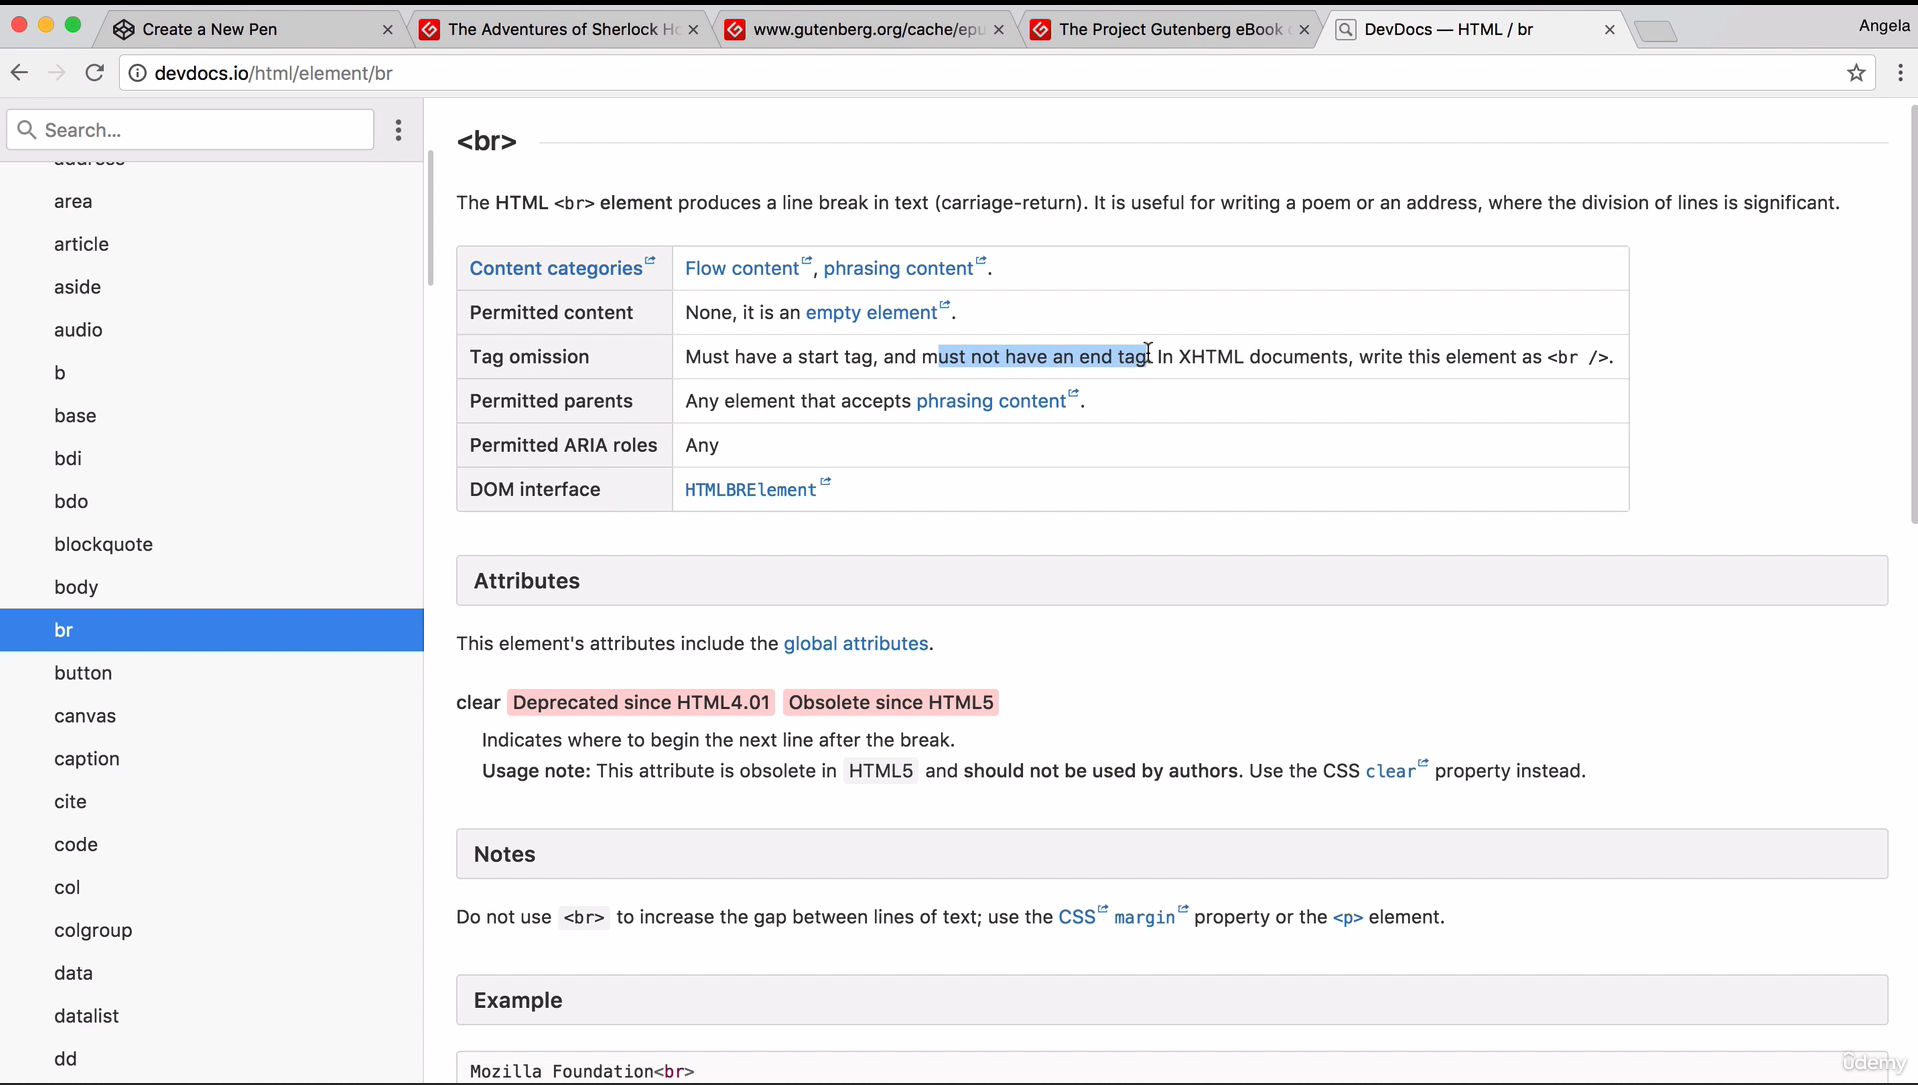 Create a New Pen
The Adventures of Sherlock Ho
www.gutenberg.org/cache/epu
The Project Gutenberg eBook o
DevDocs — HTML / br
Angela
devdocs.io/html/element/br
Search...
address
area
article
aside
audio
b
base
bdi
bdo
blockquote
body
br
button
canvas
caption
cite
code
col
colgroup
data
datalist
dd
<br>
The HTML <br> element produces a line break in text (carriage-return). It is useful for writing a poem or an address, where the division of lines is significant.
Content categories Flow content, phrasing content.
Permitted content None, it is an empty element.
Tag omission Must have a start tag, and must not have an end tag. In XHTML documents, write this element as <br />.
Permitted parents Any element that accepts phrasing content.
Permitted ARIA roles Any
DOM interface HTMLBRElement
Attributes
This element's attributes include the global attributes.
clear Deprecated since HTML4.01 Obsolete since HTML5
Indicates where to begin the next line after the break.
Usage note: This attribute is obsolete in HTML5 and should not be used by authors. Use the CSS clear property instead.
Notes
Do not use <br> to increase the gap between lines of text; use the CSS margin property or the <p> element.
Example
Mozilla Foundation<br>
ûdemy